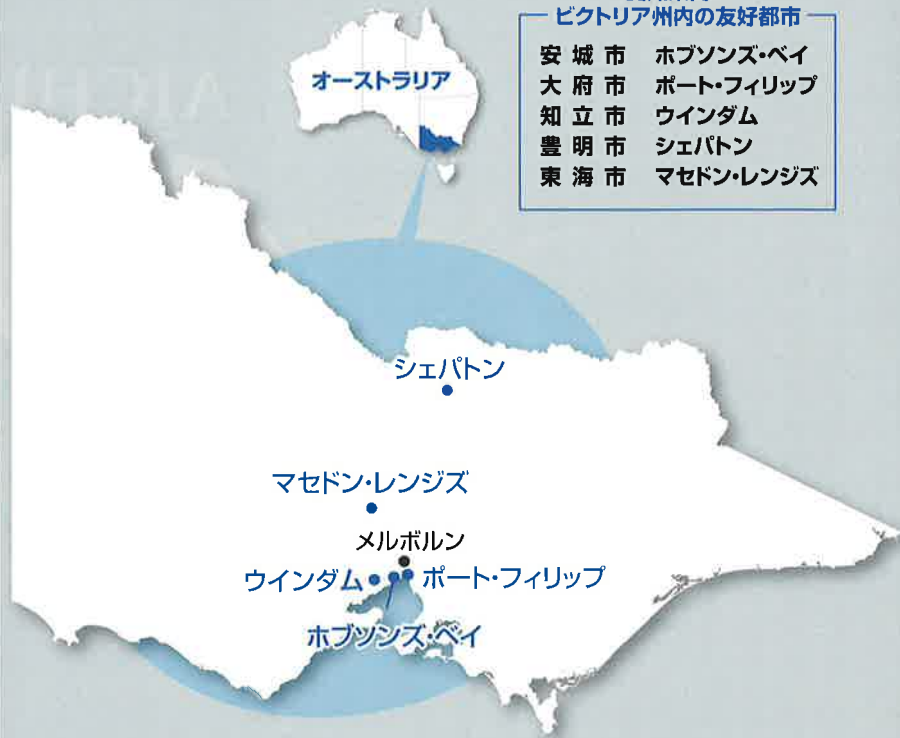 ビクトリア州内の友好都市
安城市 ホブソンズ・ベイ
大府市 ポート・フィリップ
知立市 ウインダム
豊明市 シェパトン
東海市 マセドン・レンジズ
オーストラリア
シェパトン
マセドン・レンジズ
メルボルン
ウインダム
ポート・フィリップ
ホブソンズ・ベイ